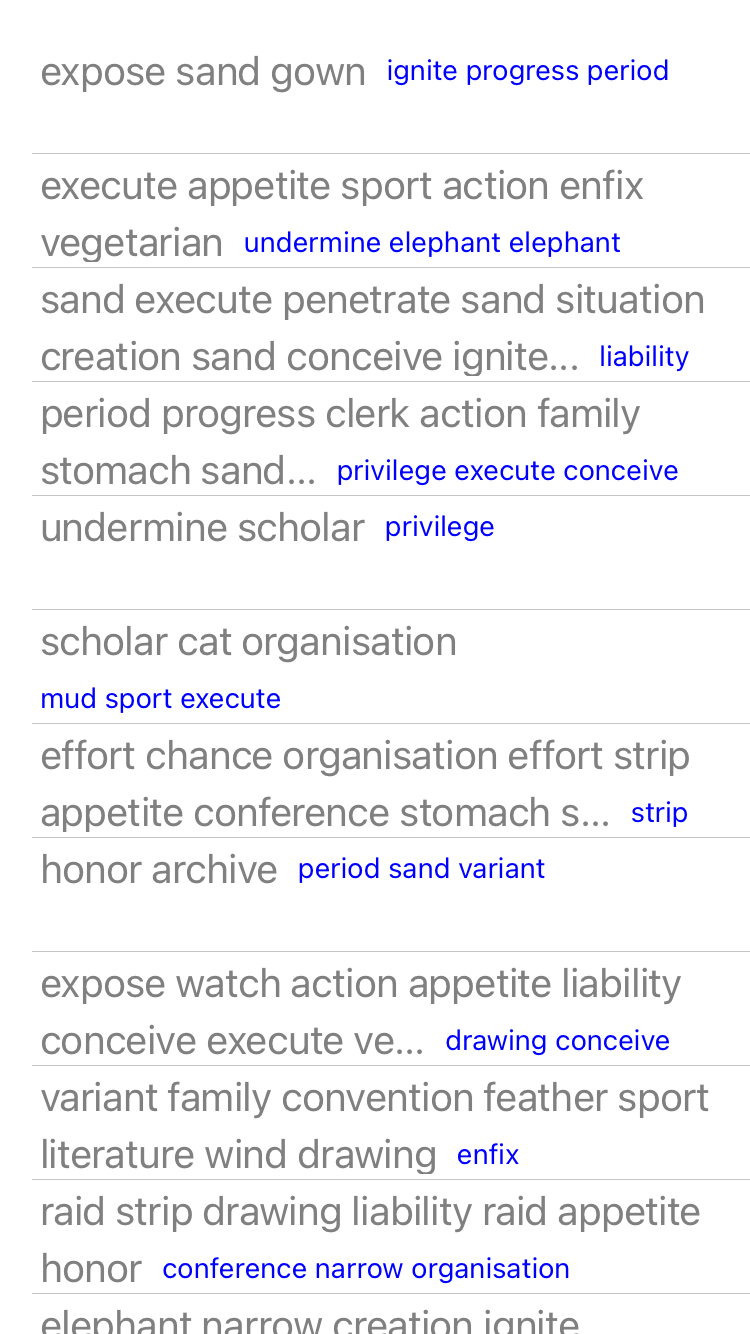 expose sand gown ignite progress period
execute appetite sport action enfix
vegetarian undermine elephant elephant
sand execute penetrate sand situation
creation sand conceive ignite... liability
period progress clerk action family
stomach sand... privilege execute conceive
undermine scholar privilege
scholar cat organisation
mud sport execute
effort chance organisation effort strip
appetite conference stomach s... strip
honor archive period sand variant
expose watch action appetite liability
conceive execute ve... drawing conceive
variant family convention feather sport
literature wind drawing enfix
raid strip drawing liability raid appetite
honor conference narrow organisation
elephant narrow creation ignite